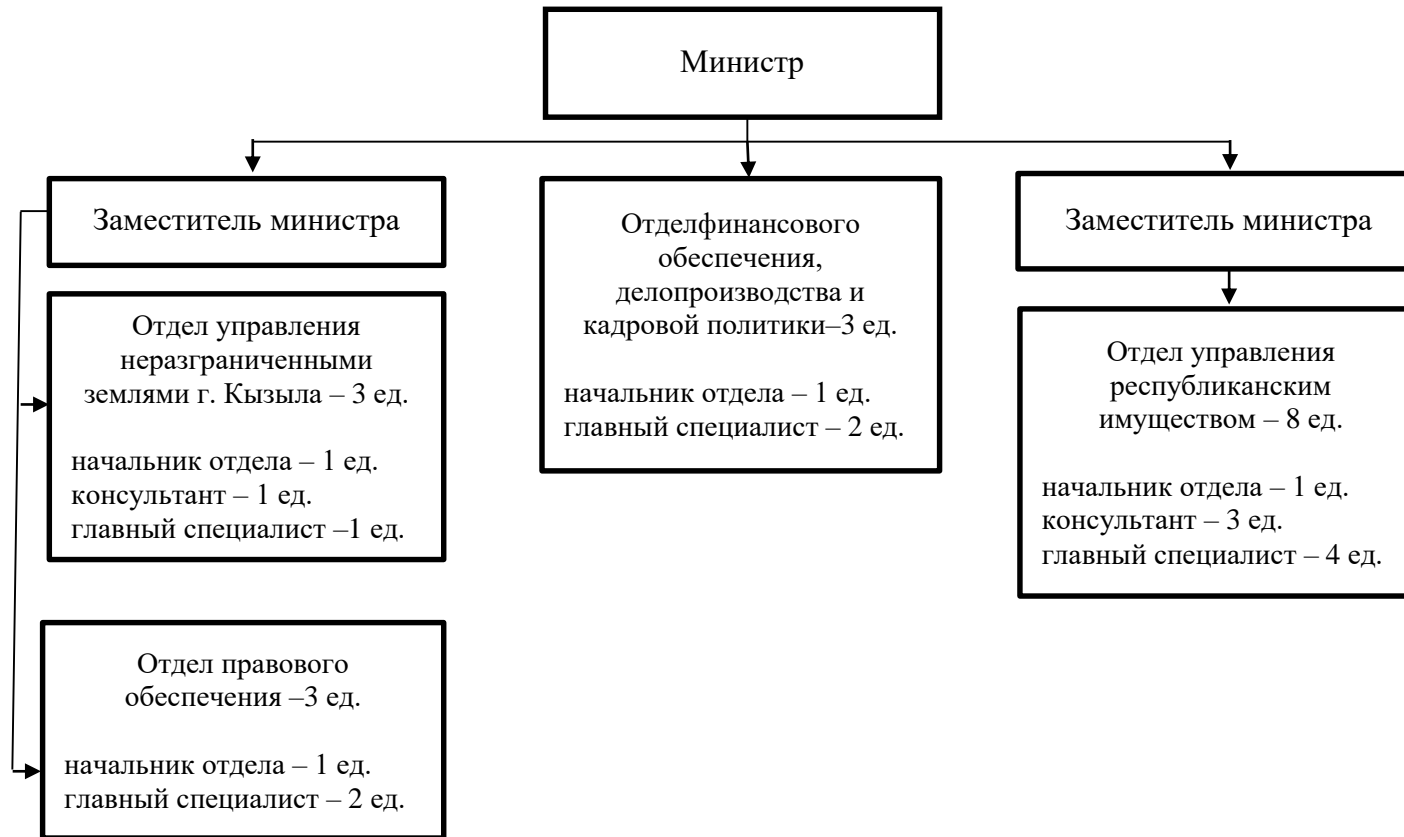 Министр
Заместитель министра
Отделфинансового
обеспечения,
делопроизводства и
кадровой политики–3 ед.
начальник отдела – 1 ед.
главный специалист – 2 ед.
Заместитель министра
Отдел управления
неразграниченными
землями г. Кызыла – 3 ед.
начальник отдела – 1 ед.
консультант – 1 ед.
главный специалист –1 ед.
Отдел управления
республиканским
имуществом – 8 ед.
начальник отдела – 1 ед.
консультант – 3 ед.
главный специалист – 4 ед.
Отдел правового
обеспечения –3 ед.
начальник отдела – 1 ед.
главный специалист – 2 ед.